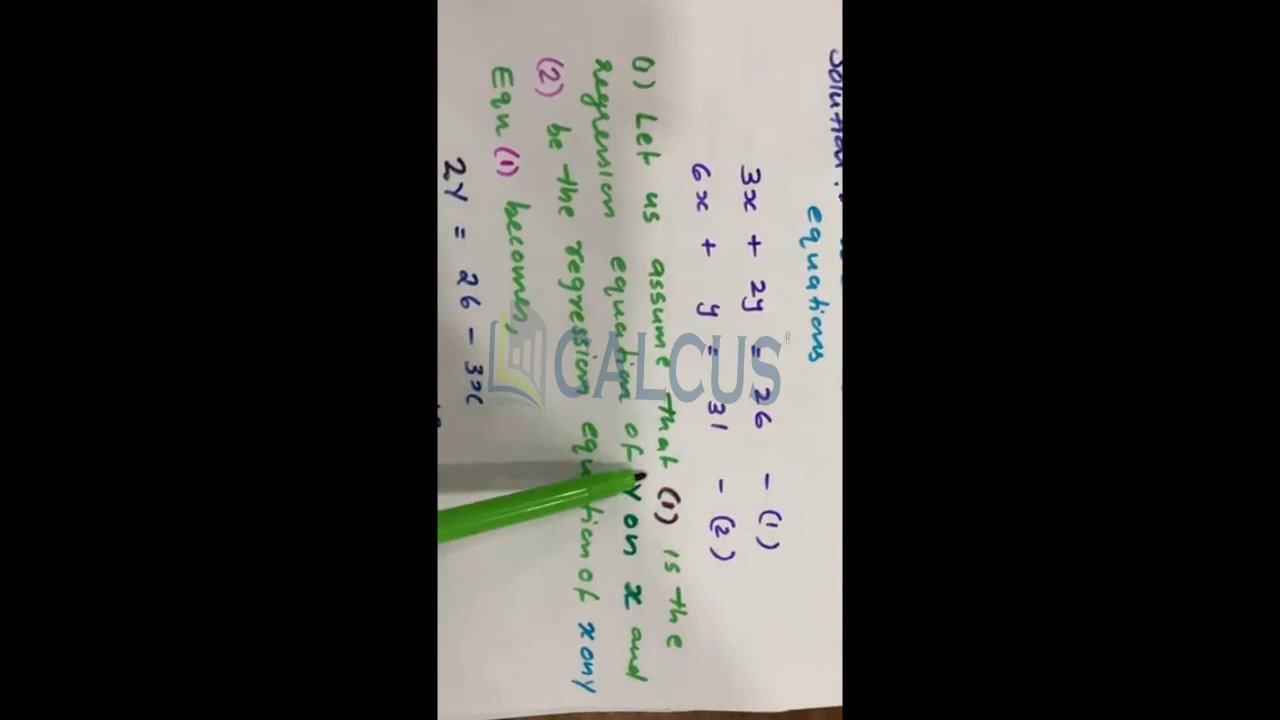 Solution:
equations
3x + 2y = 26 - (1)
6x + y = 31 - (2)
(1) Let us assume that (1) is the
regression equation of Y on x and
(2) be the regression equation of x on y
Equ (1) becomes,
2Y = 26 - 3x
CALCUS